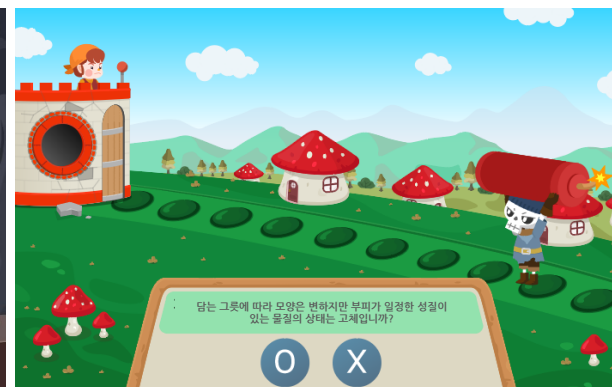 담는 그릇에 따라 모양은 변하지만 부피가 일정한 성질이
있는 물질의 상태는 고체입니까?
O X